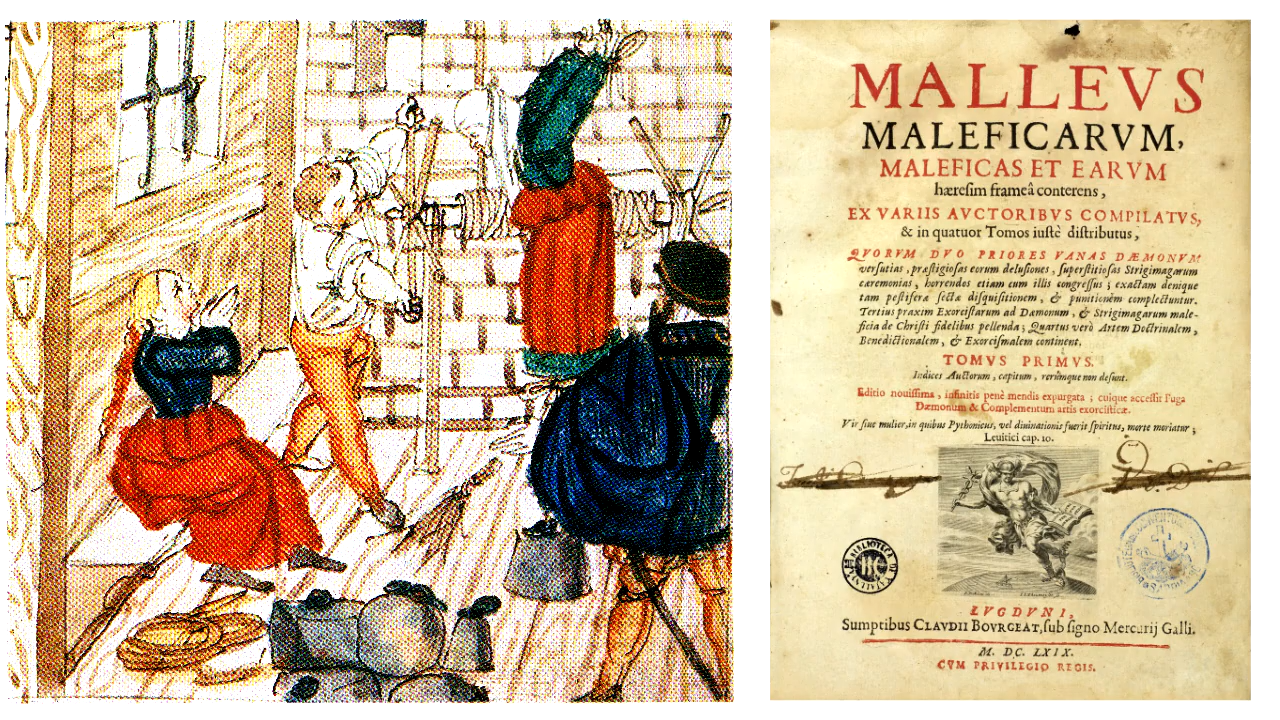 MALLEVS
MALEFICARVM,
MALEFICAS ET EARVM
hæresim frameâ conterens,
EX VARIIS AVCTORIBVS COMPILATVS,
& in quatuor Tomos iustè distributus,
QVORVM DVO PRIORES VANAS DÆMONVM
versutias, præstigiosas eorum delusiones, superstitiosas Strigimagarum
cæremonias, horrendos etiam cum illis congressus; exactam denique
tam pestiferæ sectæ disquisitionem, & punitionem complectuntur.
Tertius praxim Exorcistarum ad Dæmonum, & Strigimagarum male-
ficia de Christi fidelibus pellenda; Quartus verò Artem Doctrinalem,
Benedictionalem, & Exorcismalem continent.
TOMVS PRIMVS.
Indices Auctorum, capitum, rerúmque non desunt.
Editio nouissima, infinitis penè mendis expurgata; cuique accessit Fuga
Dæmonum & Complementum artis exorcisticæ.
Vir siue mulier, in quibus Pythonicus, vel diuinationis fuerit spiritus, morte moriatur;
Leuitici cap. 10.
LVGDVNI,
Sumptibus CLAVDII BOVRGEAT, sub signo Mercurij Galli.
M. DC. LXIX.
CVM PRIVILEGIO REGIS.